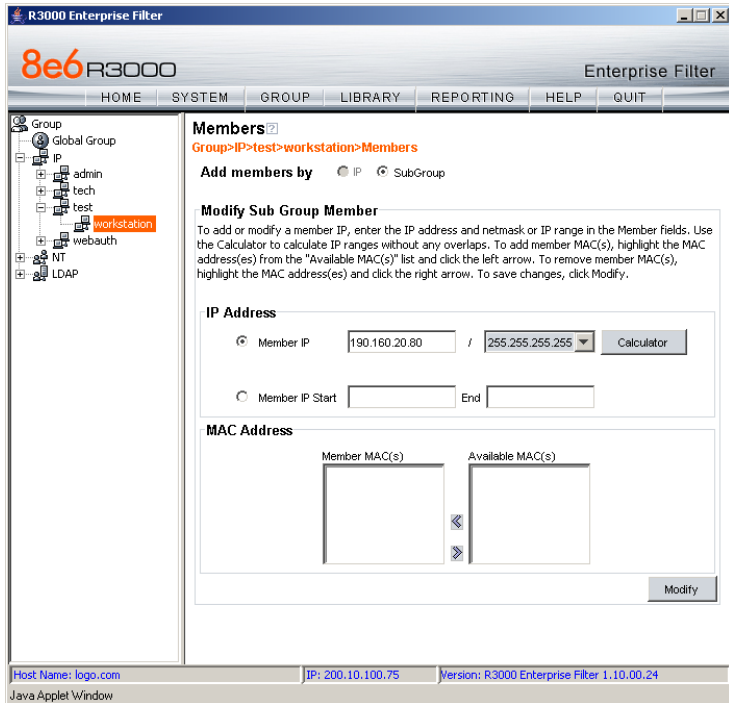 R3000 Enterprise Filter
8e6 R3000
Enterprise Filter
HOME SYSTEM GROUP LIBRARY REPORTING HELP QUIT
Group
Global Group
IP
admin
tech
test
workstation
webauth
NT
LDAP
Members?
Group>IP>test>workstation>Members
Add members by IP SubGroup
Modify Sub Group Member
To add or modify a member IP, enter the IP address and netmask or IP range in the Member fields. Use
the Calculator to calculate IP ranges without any overlaps. To add member MAC(s), highlight the MAC
address(es) from the "Available MAC(s)" list and click the left arrow. To remove member MAC(s),
highlight the MAC address(es) and click the right arrow. To save changes, click Modify.
IP Address
Member IP 190.160.20.80 / 255.255.255.255 Calculator
Member IP Start End
MAC Address
Member MAC(s) Available MAC(s)
Modify
Host Name: logo.com IP: 200.10.100.75 Version: R3000 Enterprise Filter 1.10.00.24
Java Applet Window